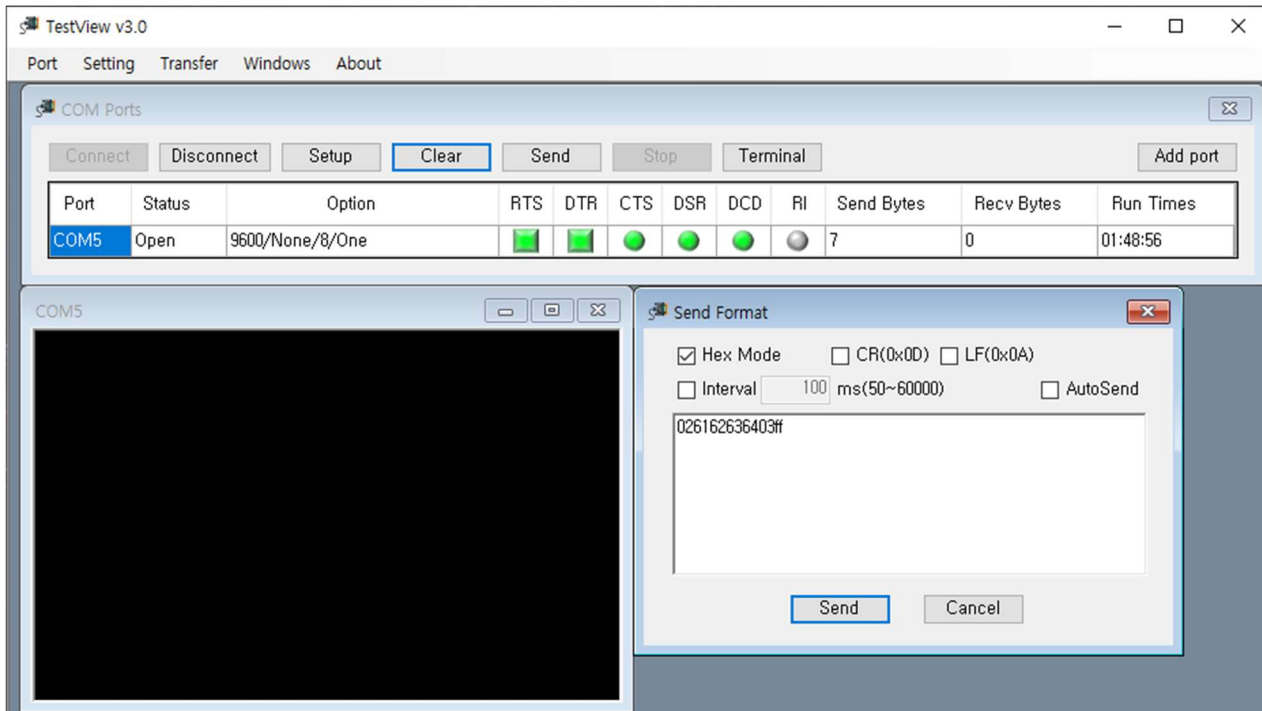 TestView v3.0
Port Setting Transfer Windows About
COM Ports
Connect Disconnect Setup Clear Send Stop Terminal Add port
Port Status Option RTS DTR CTS DSR DCD RI Send Bytes Recv Bytes Run Times
COM5 Open 9600/None/8/One 7 0 01:48:56
COM5
Send Format
Hex Mode CR(0x0D) LF(0x0A)
Interval 100 ms(50~60000) AutoSend
026162636403ff
Send Cancel